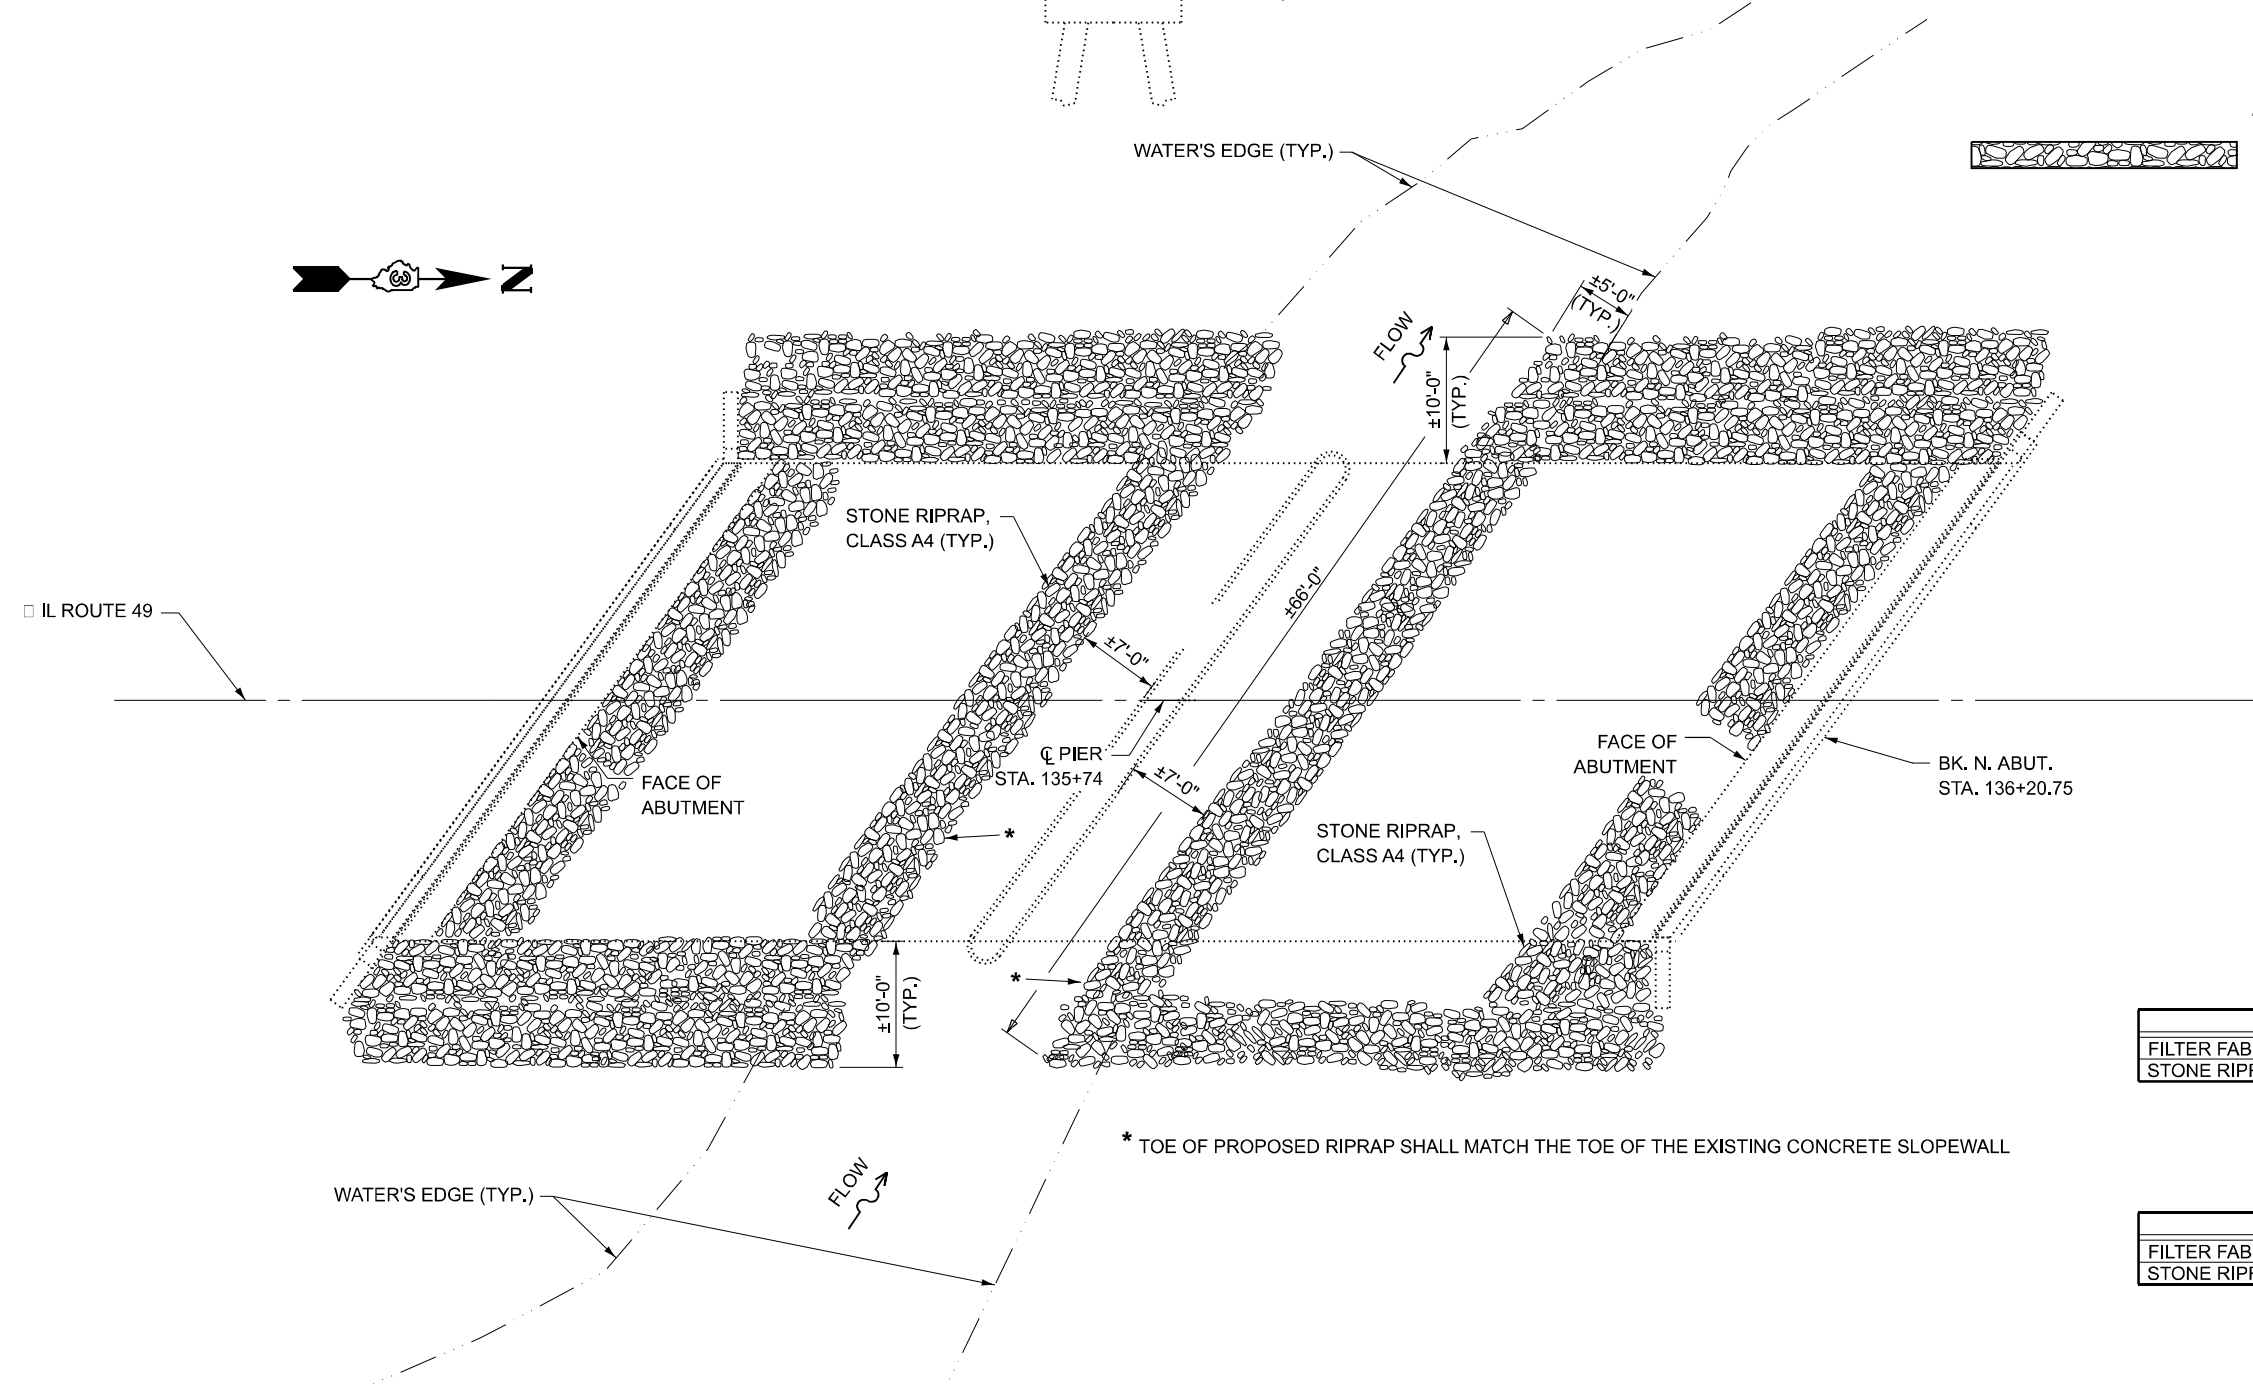 WATER'S EDGE (TYP.)
3
N
±5'-0"
(TYP.)
FLOW
±10'-0"
(TYP.)
STONE RIPRAP,
CLASS A4 (TYP.)
±66'-0"
IL ROUTE 49
±7'-0"
℄ PIER
STA. 135+74
±7'-0"
FACE OF
ABUTMENT
FACE OF
ABUTMENT
BK. N. ABUT.
STA. 136+20.75
*
STONE RIPRAP,
CLASS A4 (TYP.)
*
±10'-0"
(TYP.)
FILTER FAB
STONE RIPR
* TOE OF PROPOSED RIPRAP SHALL MATCH THE TOE OF THE EXISTING CONCRETE SLOPEWALL
FLOW
WATER'S EDGE (TYP.)
FILTER FAB
STONE RIPR